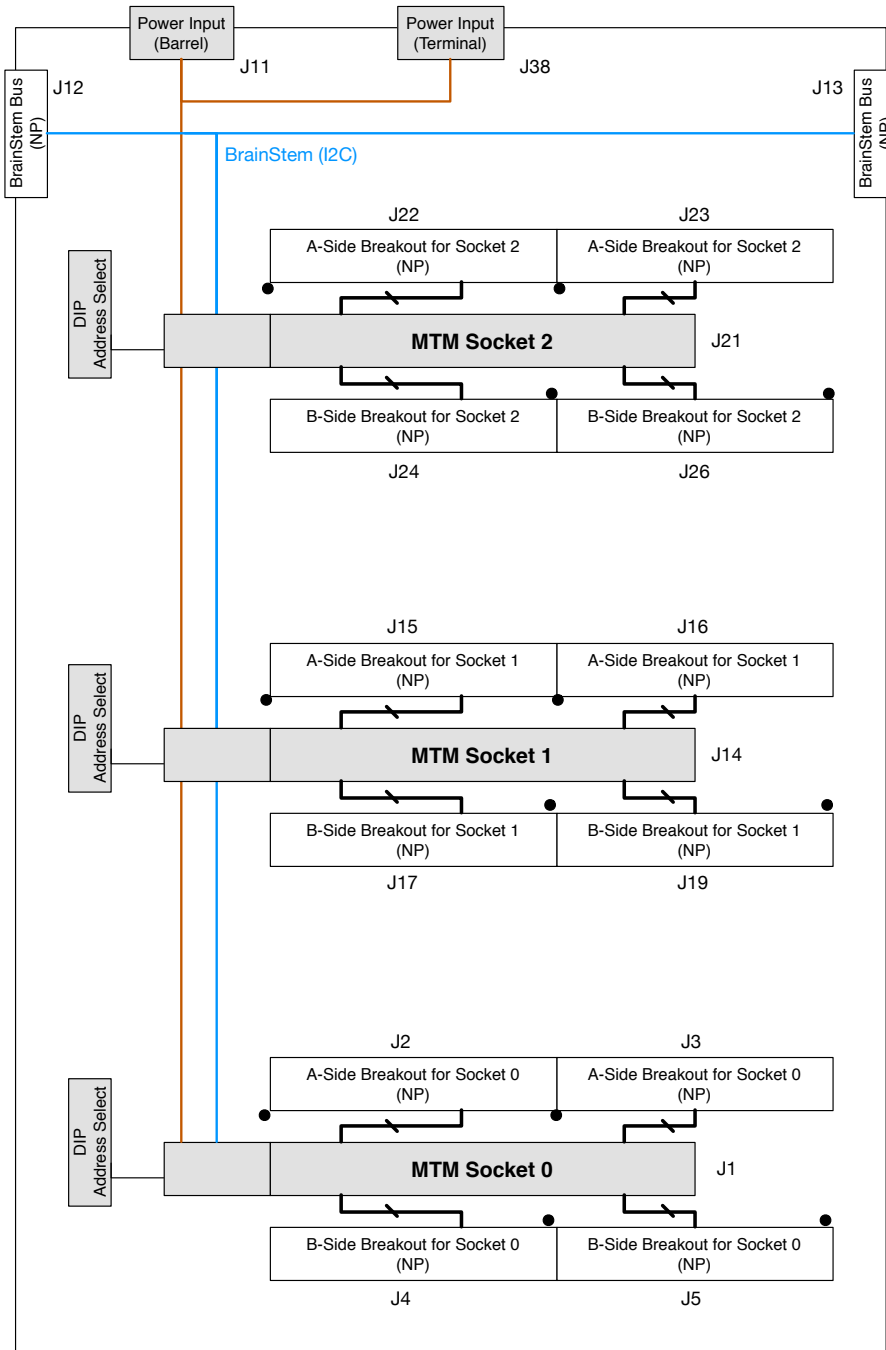 Power Input
(Barrel)
Power Input
(Terminal)
J11
J38
J12
J13
BrainStem Bus
(NP)
BrainStem Bus
(NP)
BrainStem (I2C)
J22
J23
A-Side Breakout for Socket 2
(NP)
A-Side Breakout for Socket 2
(NP)
DIP
Address Select
MTM Socket 2
J21
B-Side Breakout for Socket 2
(NP)
B-Side Breakout for Socket 2
(NP)
J24
J26
J15
J16
A-Side Breakout for Socket 1
(NP)
A-Side Breakout for Socket 1
(NP)
DIP
Address Select
MTM Socket 1
J14
B-Side Breakout for Socket 1
(NP)
B-Side Breakout for Socket 1
(NP)
J17
J19
J2
J3
A-Side Breakout for Socket 0
(NP)
A-Side Breakout for Socket 0
(NP)
DIP
Address Select
MTM Socket 0
J1
B-Side Breakout for Socket 0
(NP)
B-Side Breakout for Socket 0
(NP)
J4
J5